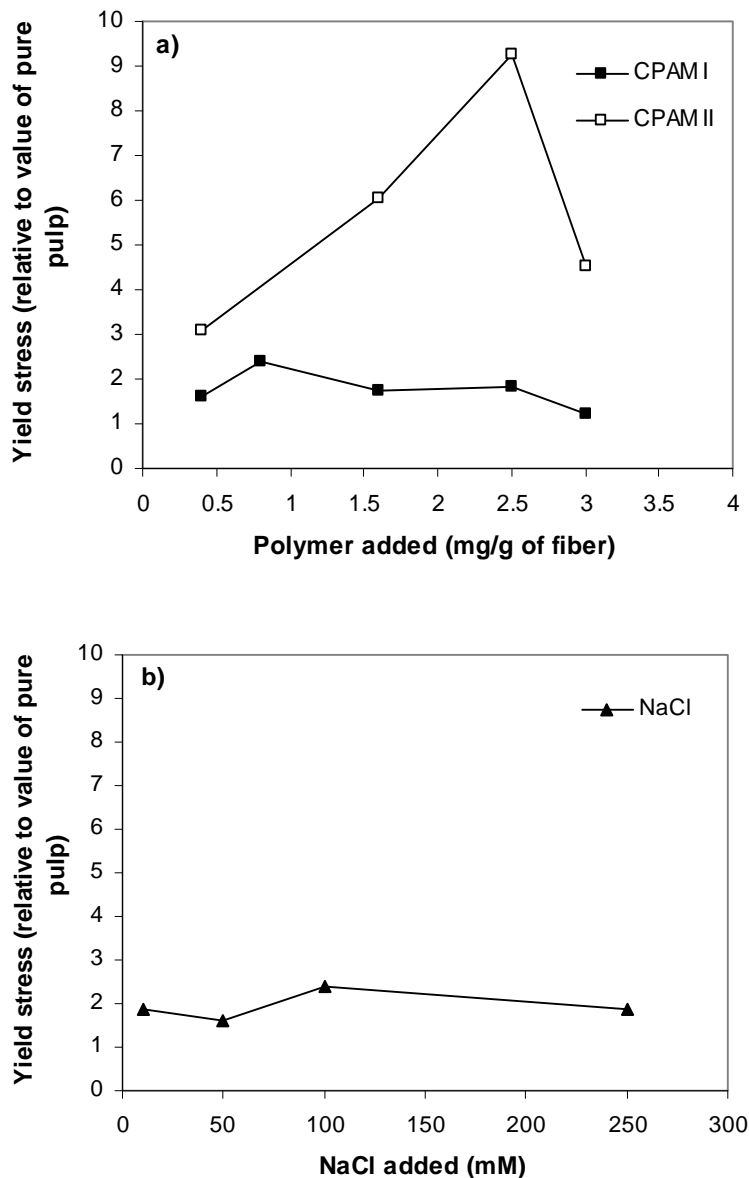 a)
CPAM I
CPAM II
Yield stress (relative to value of pure
pulp)
10
9
8
7
6
5
4
3
2
1
0
0 0.5 1 1.5 2 2.5 3 3.5 4
Polymer added (mg/g of fiber)
b)
NaCl
Yield stress (relative to value of pure
pulp)
10
9
8
7
6
5
4
3
2
1
0
0 50 100 150 200 250 300
NaCl added (mM)